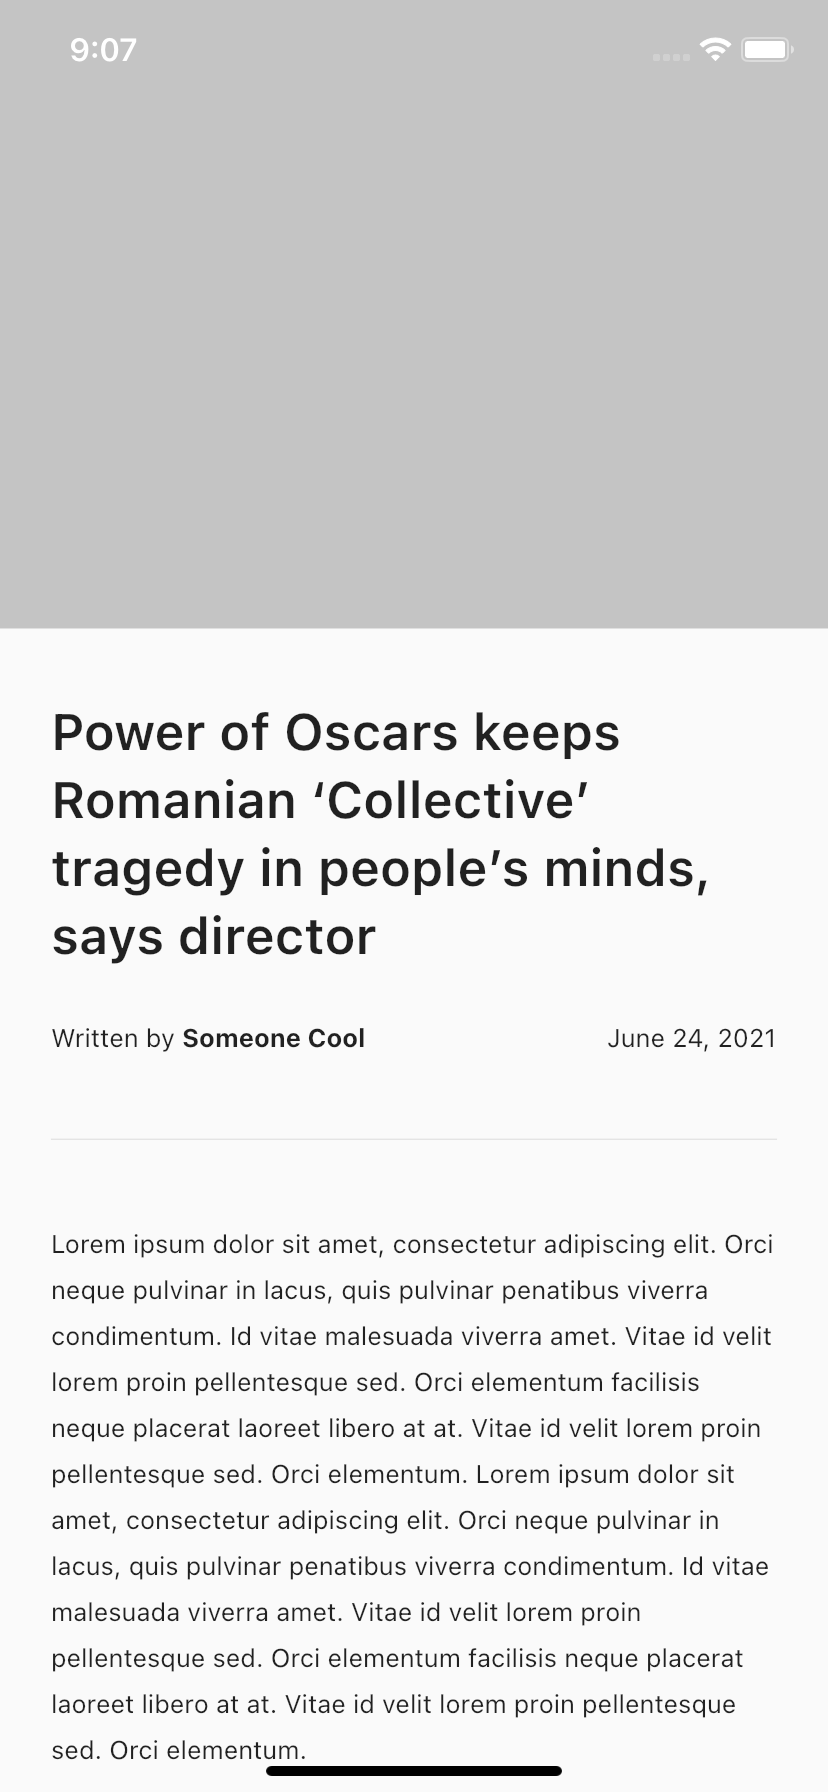 9:07
Power of Oscars keeps
Romanian ‘Collective’
tragedy in people’s minds,
says director
Written by Someone Cool
June 24, 2021
Lorem ipsum dolor sit amet, consectetur adipiscing elit. Orci
neque pulvinar in lacus, quis pulvinar penatibus viverra
condimentum. Id vitae malesuada viverra amet. Vitae id velit
lorem proin pellentesque sed. Orci elementum facilisis
neque placerat laoreet libero at at. Vitae id velit lorem proin
pellentesque sed. Orci elementum. Lorem ipsum dolor sit
amet, consectetur adipiscing elit. Orci neque pulvinar in
lacus, quis pulvinar penatibus viverra condimentum. Id vitae
malesuada viverra amet. Vitae id velit lorem proin
pellentesque sed. Orci elementum facilisis neque placerat
laoreet libero at at. Vitae id velit lorem proin pellentesque
sed. Orci elementum.